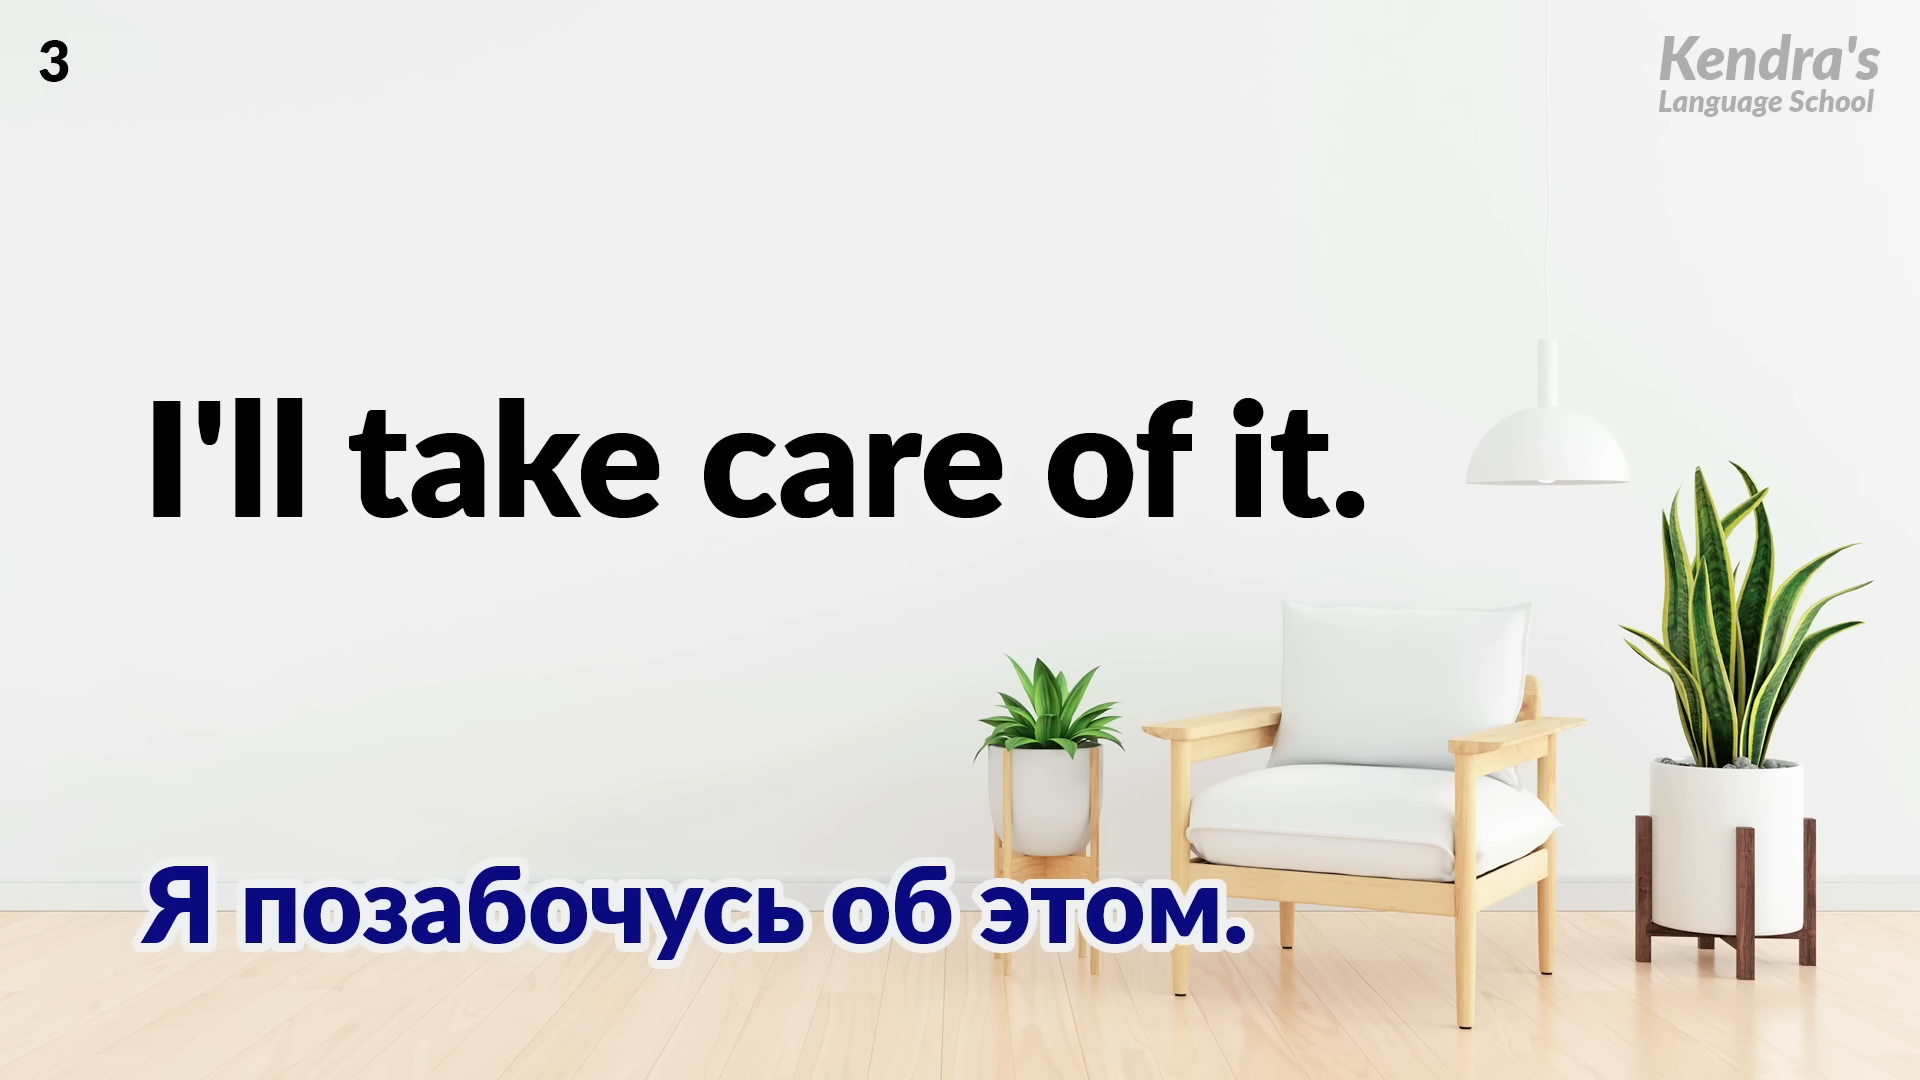 3
Kendra's
Language School
I'll take care of it.
Я позабочусь об этом.